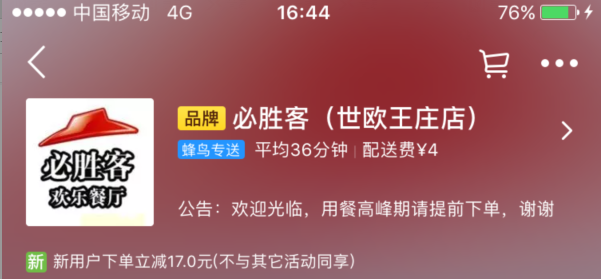 中国移动 4G 16:44 76%
品牌 必胜客（世欧王庄店）
蜂鸟专送 平均36分钟 配送费¥4
必胜客
欢乐餐厅
公告：欢迎光临，用餐高峰期请提前下单，谢谢
新 新用户下单立减17.0元(不与其它活动同享)